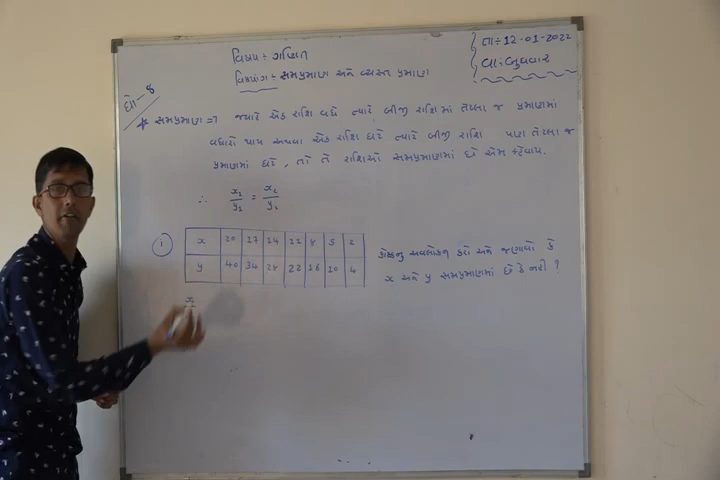 વિષય ÷ ગણિત
વિષયાંગ ÷ સમપ્રમાણ અને વ્યસ્ત પ્રમાણ
તા÷ 12-01-2022
વાઃ બુધવાર
ધો-8
* સમપ્રમાણ => જ્યારે એક રાશિ વધે ત્યારે બીજી રાશિમાં તેટલા જ પ્રમાણમાં
વધારો થાય અથવા એક રાશિ ઘટે ત્યારે બીજી રાશિ પણ તેટલા જ
પ્રમાણમાં ઘટે, તો તે રાશિઓ સમપ્રમાણમાં છે એમ કહેવાય.
∴ x₁/y₁ = x₂/y₂
(i) x 20 17 14 11 8 5 2
y 40 34 28 22 16 10 4
કોષ્ટકનું અવલોકન કરો અને જણાવો કે
x અને y સમપ્રમાણમાં છે કે નહી ?